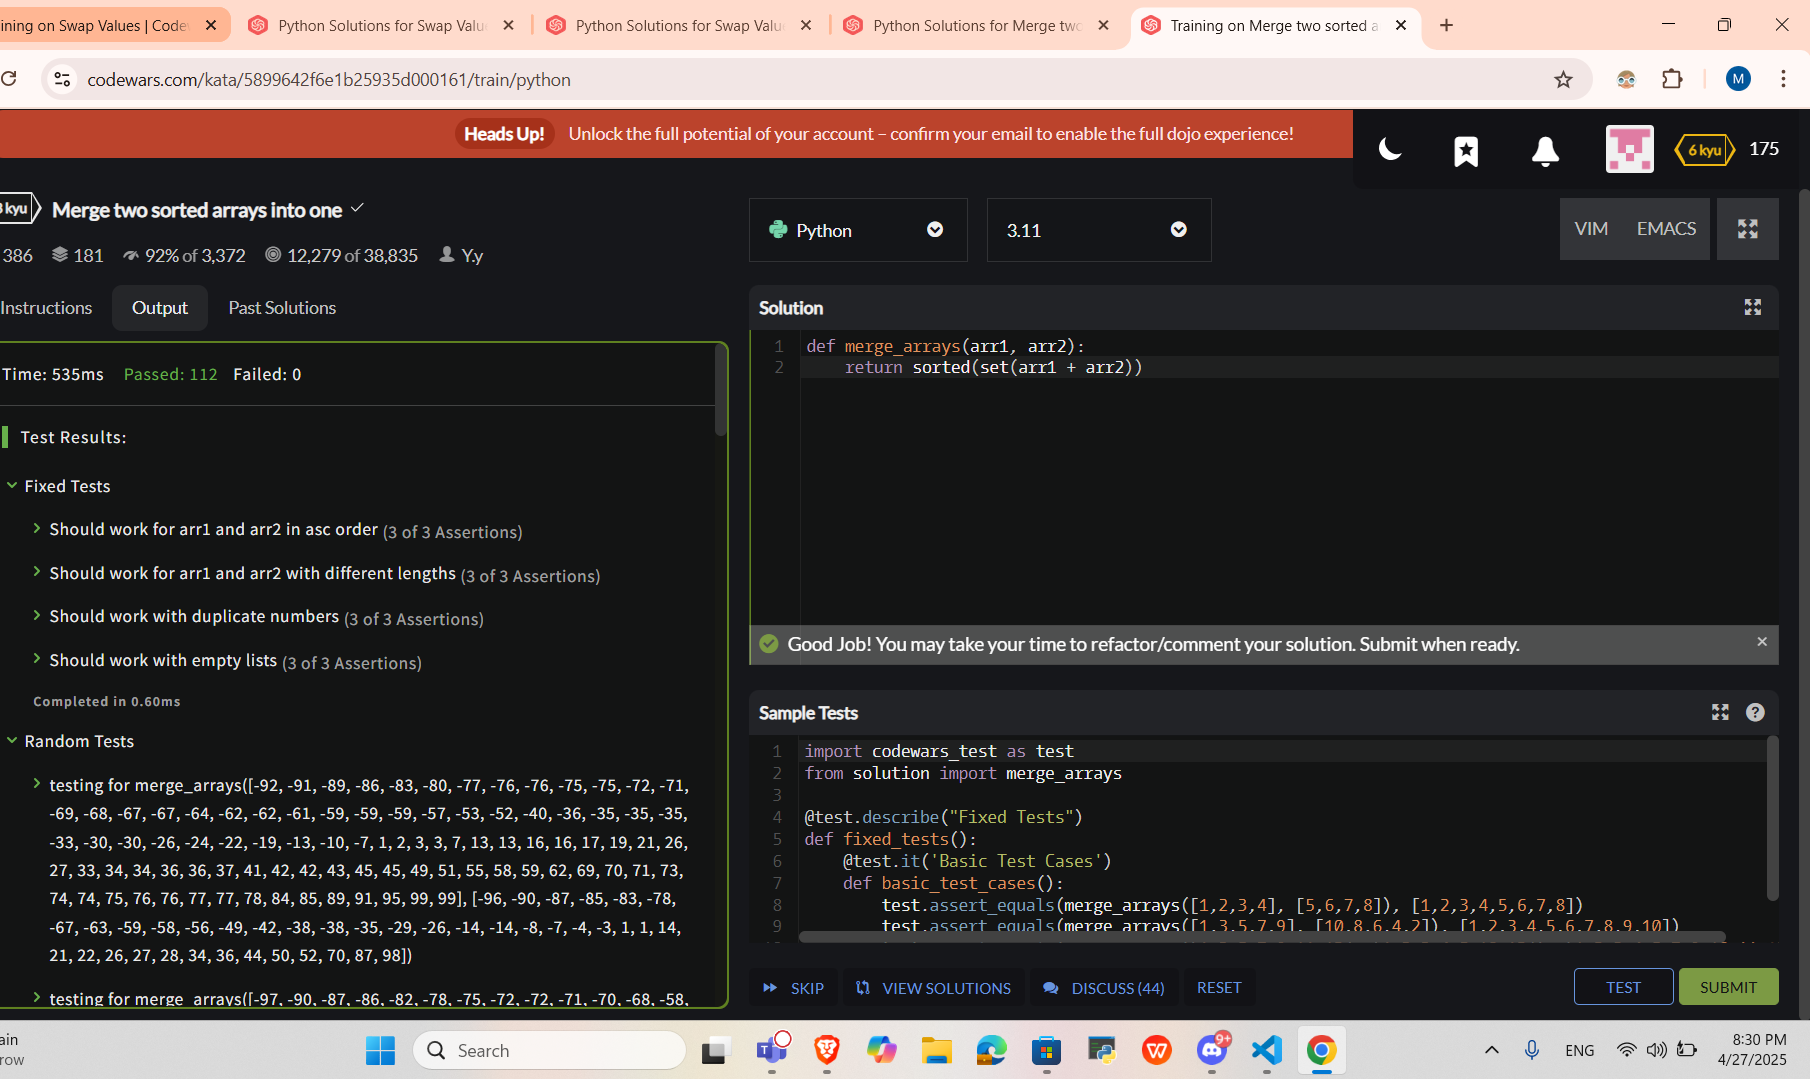 ining on Swap Values | Codew
Python Solutions for Swap Value
Python Solutions for Swap Value
Python Solutions for Merge two
Training on Merge two sorted a
codewars.com/kata/5899642f6e1b25935d000161/train/python
M
Heads Up! Unlock the full potential of your account – confirm your email to enable the full dojo experience!
6 kyu 175
8 kyu Merge two sorted arrays into one
386 181 92% of 3,372 12,279 of 38,835 Y.y
Instructions Output Past Solutions
Time: 535ms Passed: 112 Failed: 0
Test Results:
Fixed Tests
Should work for arr1 and arr2 in asc order (3 of 3 Assertions)
Should work for arr1 and arr2 with different lengths (3 of 3 Assertions)
Should work with duplicate numbers (3 of 3 Assertions)
Should work with empty lists (3 of 3 Assertions)
Completed in 0.60ms
Random Tests
testing for merge_arrays([-92, -91, -89, -86, -83, -80, -77, -76, -76, -75, -75, -72, -71,
-69, -68, -67, -67, -64, -62, -62, -61, -59, -59, -59, -57, -53, -52, -40, -36, -35, -35, -35,
-33, -30, -30, -26, -24, -22, -19, -13, -10, -7, 1, 2, 3, 3, 7, 13, 13, 16, 16, 17, 19, 21, 26,
27, 33, 34, 34, 36, 36, 37, 41, 42, 42, 43, 45, 45, 49, 51, 55, 58, 59, 62, 69, 70, 71, 73,
74, 74, 75, 76, 76, 77, 77, 78, 84, 85, 89, 91, 95, 99, 99], [-96, -90, -87, -85, -83, -78,
-67, -63, -59, -58, -56, -49, -42, -38, -38, -35, -29, -26, -14, -14, -8, -7, -4, -3, 1, 1, 14,
21, 22, 26, 27, 28, 34, 36, 44, 50, 52, 70, 87, 98])
testing for merge_arrays([-97, -90, -87, -86, -82, -78, -75, -72, -72, -71, -70, -68, -58,
Python 3.11
VIM EMACS
Solution
1 def merge_arrays(arr1, arr2):
2 return sorted(set(arr1 + arr2))
Good Job! You may take your time to refactor/comment your solution. Submit when ready.
Sample Tests
1 import codewars_test as test
2 from solution import merge_arrays
3
4 @test.describe("Fixed Tests")
5 def fixed_tests():
6 @test.it('Basic Test Cases')
7 def basic_test_cases():
8 test.assert_equals(merge_arrays([1,2,3,4], [5,6,7,8]), [1,2,3,4,5,6,7,8])
9 test.assert_equals(merge_arrays([1,3,5,7,9], [10,8,6,4,2]), [1,2,3,4,5,6,7,8,9,10])
SKIP VIEW SOLUTIONS DISCUSS (44) RESET TEST SUBMIT
ain
row
Search
9+
ENG
8:30 PM
4/27/2025